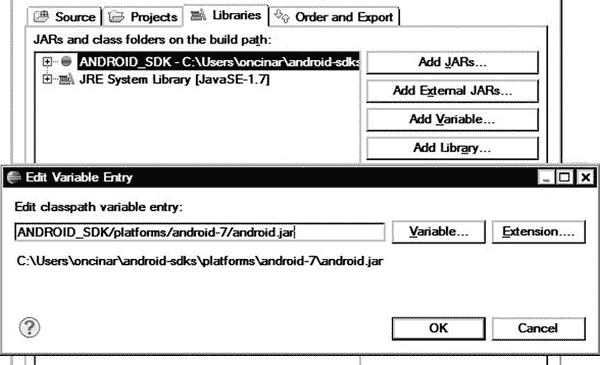 Source
Projects
Libraries
Order and Export
JARs and class folders on the build path:
ANDROID_SDK - C:\Users\oncinar\android-sdks
JRE System Library [JavaSE-1.7]
Add JARs...
Add External JARs...
Add Variable...
Add Library...
Edit Variable Entry
Edit classpath variable entry:
ANDROID_SDK/platforms/android-7/android.jar
Variable...
Extension....
C:\Users\oncinar\android-sdks\platforms\android-7\android.jar
?
OK
Cancel